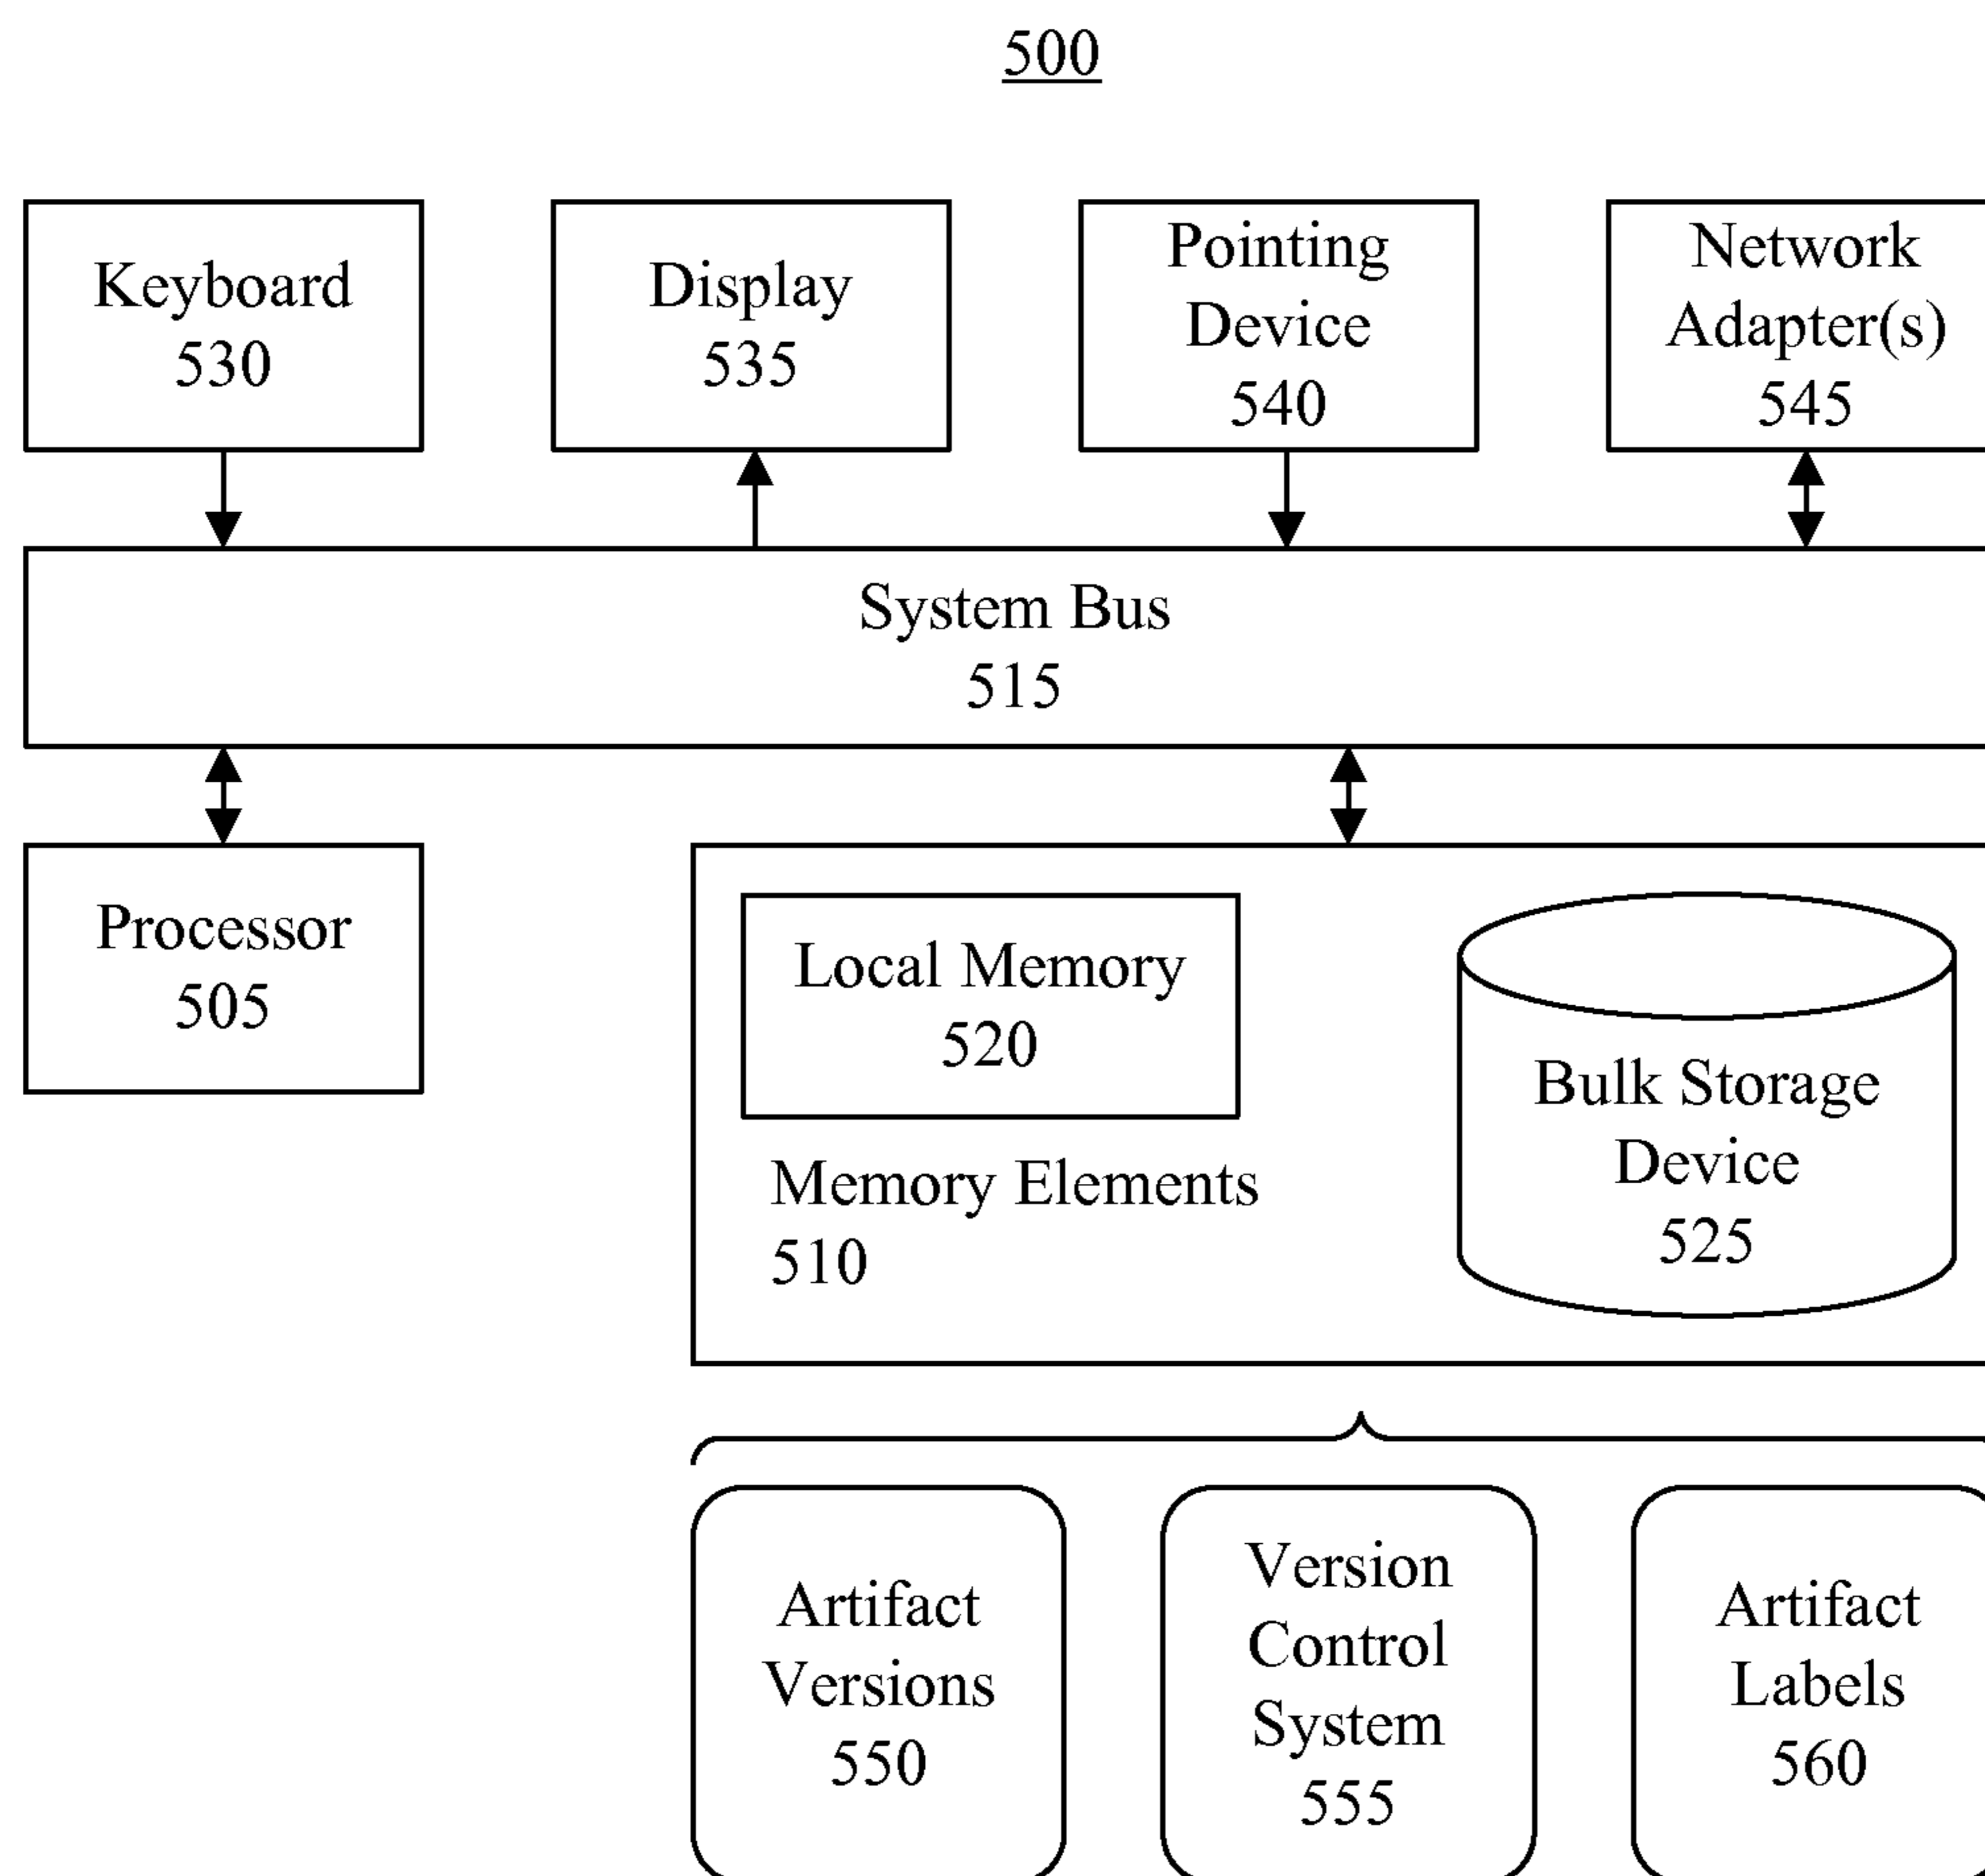 500
Keyboard
530
Display
535
Pointing
Device
540
Network
Adapter(s)
545
System Bus
515
Processor
505
Local Memory
520
Memory Elements
510
Bulk Storage
Device
525
Artifact
Versions
550
Version
Control
System
555
Artifact
Labels
560